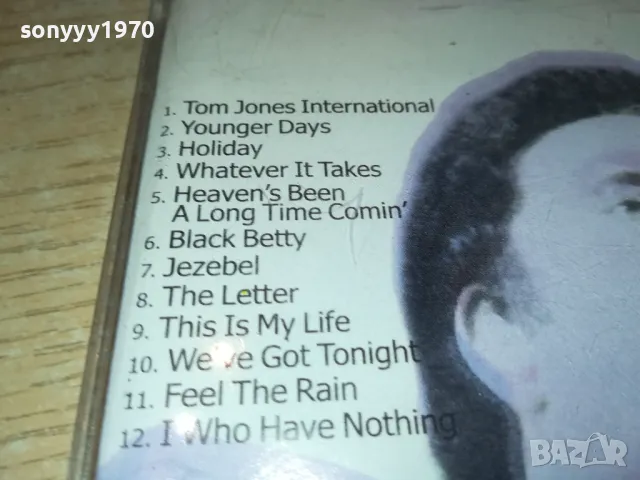 sonyyy1970
1. Tom Jones International
2. Younger Days
3. Holiday
4. Whatever It Takes
5. Heaven's Been
A Long Time Comin'
6. Black Betty
7. Jezebel
8. The Letter
9. This Is My Life
10. We've Got Tonight
11. Feel The Rain
12. I Who Have Nothing
BAZAR
bg